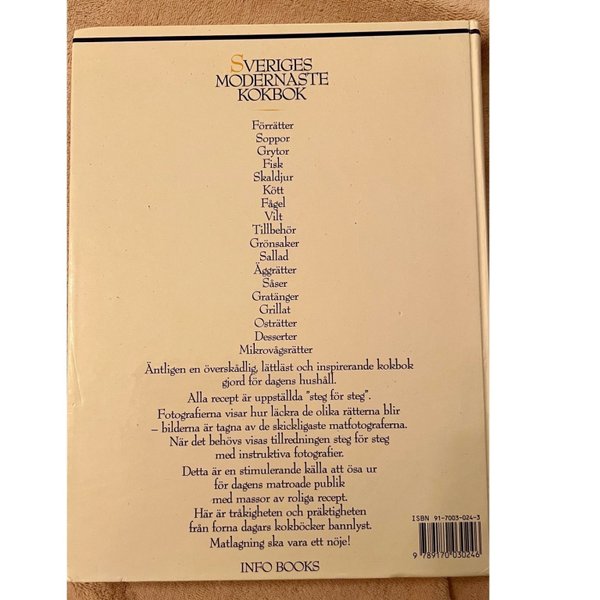 SVERIGES
MODERNASTE
KOKBOK
Förrätter
Soppor
Grytor
Fisk
Skaldjur
Kött
Fågel
Vilt
Tillbehör
Grönsaker
Sallad
Äggrätter
Såser
Gratänger
Grillat
Osträtter
Desserter
Mikrovågsrätter
Äntligen en överskådlig, lättläst och inspirerande kokbok
gjord för dagens hushåll.
Alla recept är uppställda "steg för steg".
Fotografierna visar hur läckra de olika rätterna blir
– bilderna är tagna av de skickligaste matfotograferna.
När det behövs visas tillredningen steg för steg
med instruktiva fotografier.
Detta är en stimulerande källa att ösa ur
för dagens matroade publik
med massor av roliga recept.
Här är tråkigheten och präktigheten
från forna dagars kokböcker bannlyst.
Matlagning ska vara ett nöje!
INFO BOOKS
ISBN 91-7003-024-3
9 789170 030246